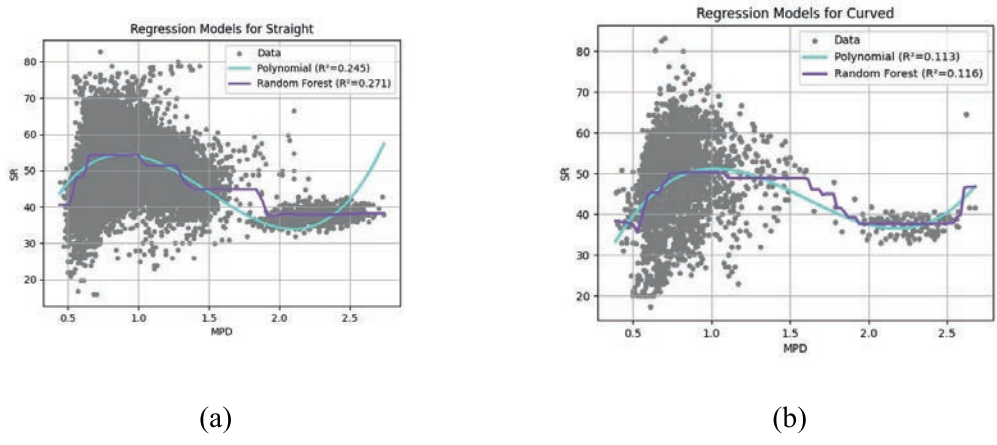 Regression Models for Straight
80
70
60
50
40
30
20
SR
0.5 1.0 1.5 2.0 2.5
MPD
Data
Polynomial (R²=0.245)
Random Forest (R²=0.271)
(a)
Regression Models for Curved
80
70
60
50
40
30
20
SR
0.5 1.0 1.5 2.0 2.5
MPD
Data
Polynomial (R²=0.113)
Random Forest (R²=0.116)
(b)